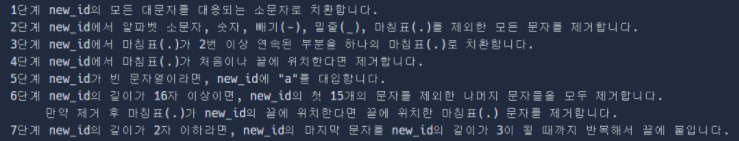 1단계 new_id의 모든 대문자를 대응되는 소문자로 치환합니다.
2단계 new_id에서 알파벳 소문자, 숫자, 빼기(-), 밑줄(_), 마침표(.)를 제외한 모든 문자를 제거합니다.
3단계 new_id에서 마침표(.)가 2번 이상 연속된 부분을 하나의 마침표(.)로 치환합니다.
4단계 new_id에서 마침표(.)가 처음이나 끝에 위치한다면 제거합니다.
5단계 new_id가 빈 문자열이라면, new_id에 "a"를 대입합니다.
6단계 new_id의 길이가 16자 이상이면, new_id의 첫 15개의 문자를 제외한 나머지 문자들을 모두 제거합니다.
만약 제거 후 마침표(.)가 new_id의 끝에 위치한다면 끝에 위치한 마침표(.) 문자를 제거합니다.
7단계 new_id의 길이가 2자 이하라면, new_id의 마지막 문자를 new_id의 길이가 3이 될 때까지 반복해서 끝에 붙입니다.